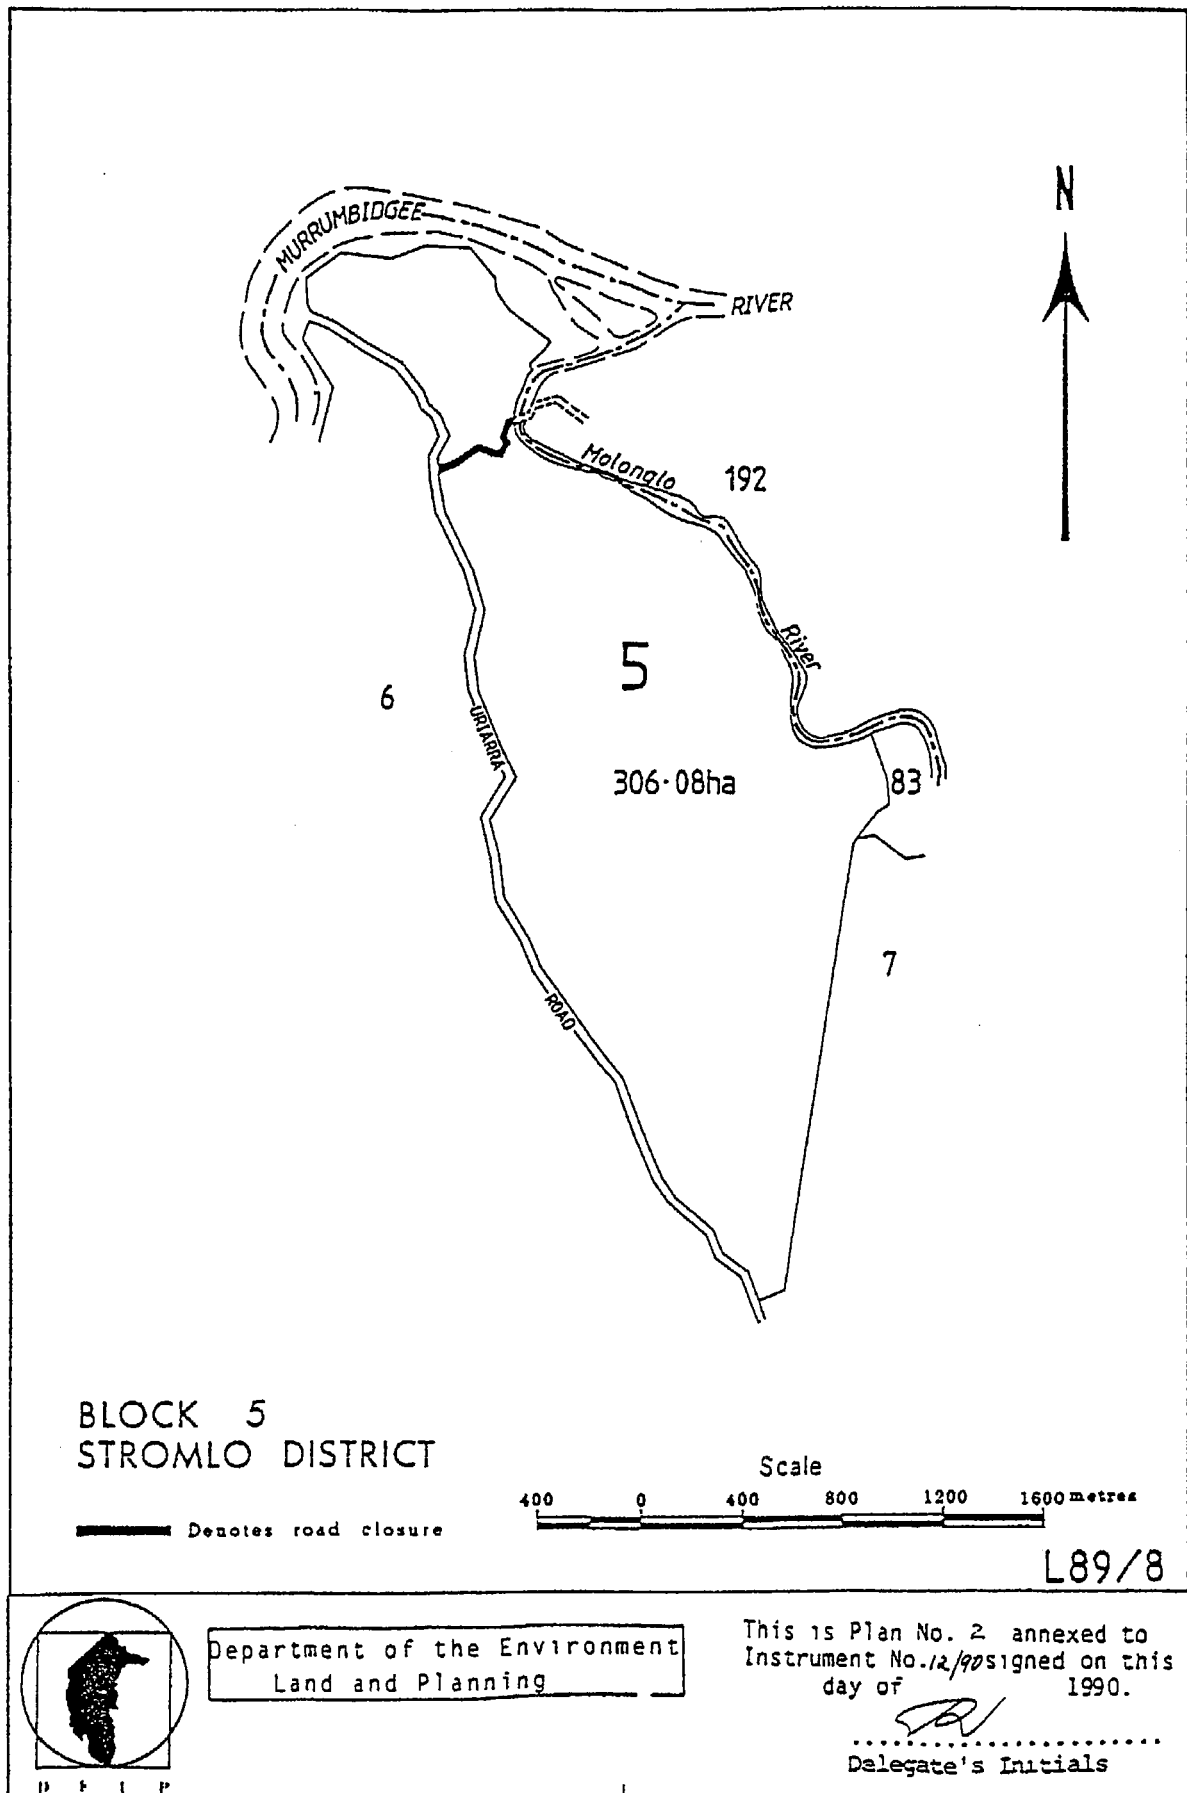 N
MURRUMBIDGEE
RIVER
Molonglo
192
River
5
6
URIARRA
306·08ha
83
7
ROAD
BLOCK 5
STROMLO DISTRICT
Denotes road closure
Scale
400 0 400 800 1200 1600 metres
L89/8
Department of the Environment
Land and Planning
This is Plan No. 2 annexed to
Instrument No. 12/90 signed on this
day of 1990.
Delegate's Initials
D E L P